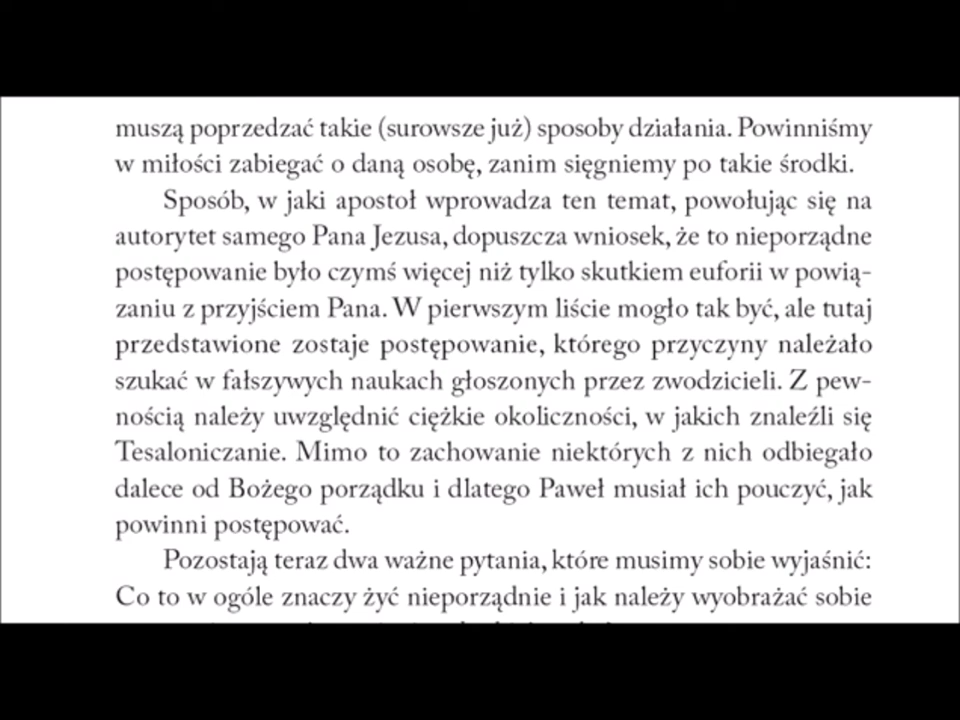 muszą poprzedzać takie (surowsze już) sposoby działania. Powinniśmy
w miłości zabiegać o daną osobę, zanim sięgniemy po takie środki.
Sposób, w jaki apostoł wprowadza ten temat, powołując się na
autorytet samego Pana Jezusa, dopuszcza wniosek, że to nieporządne
postępowanie było czymś więcej niż tylko skutkiem euforii w powią-
zaniu z przyjściem Pana. W pierwszym liście mogło tak być, ale tutaj
przedstawione zostaje postępowanie, którego przyczyny należało
szukać w fałszywych naukach głoszonych przez zwodzicieli. Z pew-
nością należy uwzględnić ciężkie okoliczności, w jakich znaleźli się
Tesaloniczanie. Mimo to zachowanie niektórych z nich odbiegało
dalece od Bożego porządku i dlatego Paweł musiał ich pouczyć, jak
powinni postępować.
Pozostają teraz dwa ważne pytania, które musimy sobie wyjaśnić:
Co to w ogóle znaczy żyć nieporządnie i jak należy wyobrażać sobie